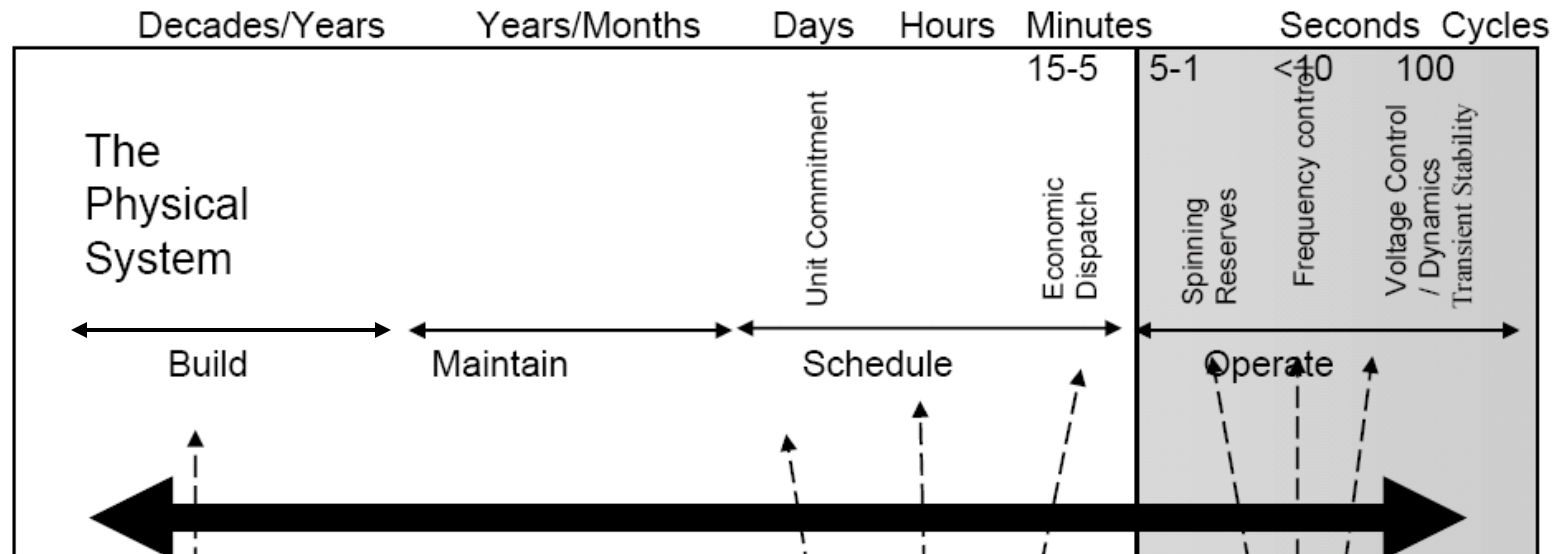 Decades/Years Years/Months Days Hours Minutes Seconds Cycles
15-5 5-1 <10 100
The
Physical
System
Unit Commitment
Economic
Dispatch
Spinning
Reserves
Frequency control
Voltage Control
/ Dynamics
Transient Stability
Build Maintain Schedule Operate